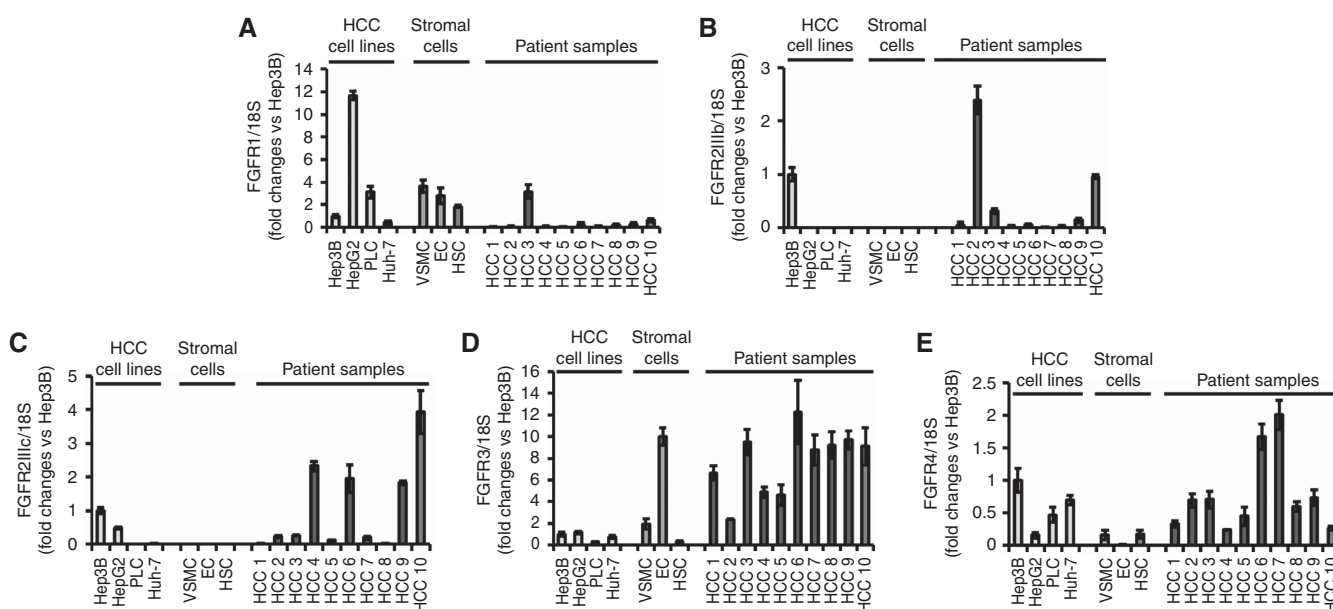 A
HCC
cell lines
Stromal
cells
Patient samples
FGFR1/18S
(fold changes vs Hep3B)
14
12
10
8
6
4
2
0
Hep3B
HepG2
PLC
Huh-7
VSMC
EC
HSC
HCC 1
HCC 2
HCC 3
HCC 4
HCC 5
HCC 6
HCC 7
HCC 8
HCC 9
HCC 10
B
HCC
cell lines
Stromal
cells
Patient samples
FGFR2IIIb/18S
(fold changes vs Hep3B)
3
2
1
0
Hep3B
HepG2
PLC
Huh-7
VSMC
EC
HSC
HCC 1
HCC 2
HCC 3
HCC 4
HCC 5
HCC 6
HCC 7
HCC 8
HCC 9
HCC 10
C
HCC
cell lines
Stromal
cells
Patient samples
FGFR2IIIc/18S
(fold changes vs Hep3B)
5
4
3
2
1
0
Hep3B
HepG2
PLC
Huh-7
VSMC
EC
HSC
HCC 1
HCC 2
HCC 3
HCC 4
HCC 5
HCC 6
HCC 7
HCC 8
HCC 9
HCC 10
D
HCC
cell lines
Stromal
cells
Patient samples
FGFR3/18S
(fold changes vs Hep3B)
16
14
12
10
8
6
4
2
0
Hep3B
HepG2
PLC
Huh-7
VSMC
EC
HSC
HCC 1
HCC 2
HCC 3
HCC 4
HCC 5
HCC 6
HCC 7
HCC 8
HCC 9
HCC 10
E
HCC
cell lines
Stromal
cells
Patient samples
FGFR4/18S
(fold changes vs Hep3B)
2.5
2
1.5
1
0.5
0
Hep3B
HepG2
PLC
Huh-7
VSMC
EC
HSC
HCC 1
HCC 2
HCC 3
HCC 4
HCC 5
HCC 6
HCC 7
HCC 8
HCC 9
HCC 10